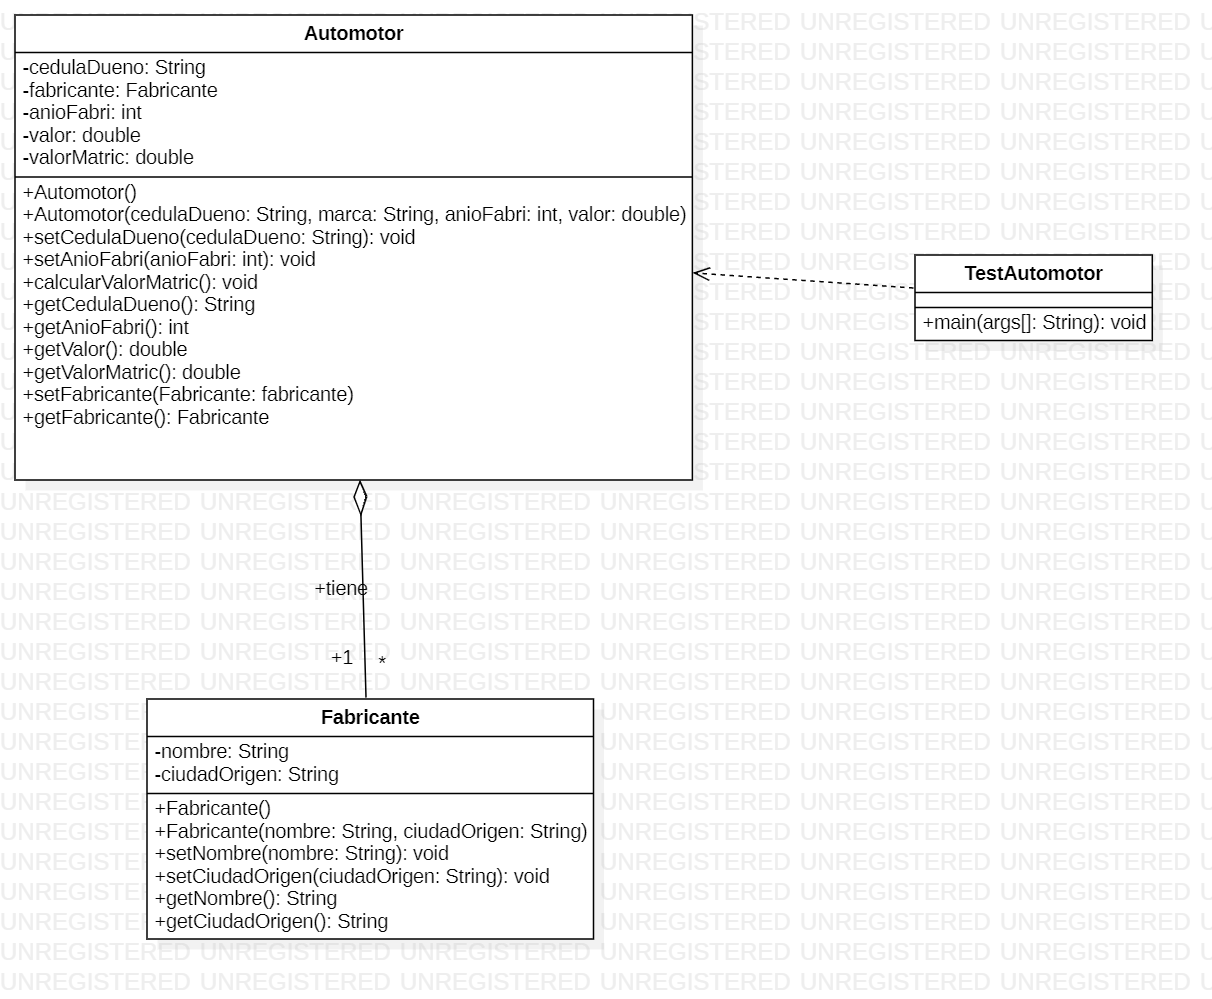 Automotor
-cedulaDueno: String
-fabricante: Fabricante
-anioFabri: int
-valor: double
-valorMatric: double
+Automotor()
+Automotor(cedulaDueno: String, marca: String, anioFabri: int, valor: double)
+setCedulaDueno(cedulaDueno: String): void
+setAnioFabri(anioFabri: int): void
+calcularValorMatric(): void
+getCedulaDueno(): String
+getAnioFabri(): int
+getValor(): double
+getValorMatric(): double
+setFabricante(Fabricante: fabricante)
+getFabricante(): Fabricante
TestAutomotor
+main(args[]: String): void
+tiene
+1 *
Fabricante
-nombre: String
-ciudadOrigen: String
+Fabricante()
+Fabricante(nombre: String, ciudadOrigen: String)
+setNombre(nombre: String): void
+setCiudadOrigen(ciudadOrigen: String): void
+getNombre(): String
+getCiudadOrigen(): String
UNREGISTERED UNREGISTERED UNREGISTERED UNREGISTERED UNREGISTERED UNREGISTERED